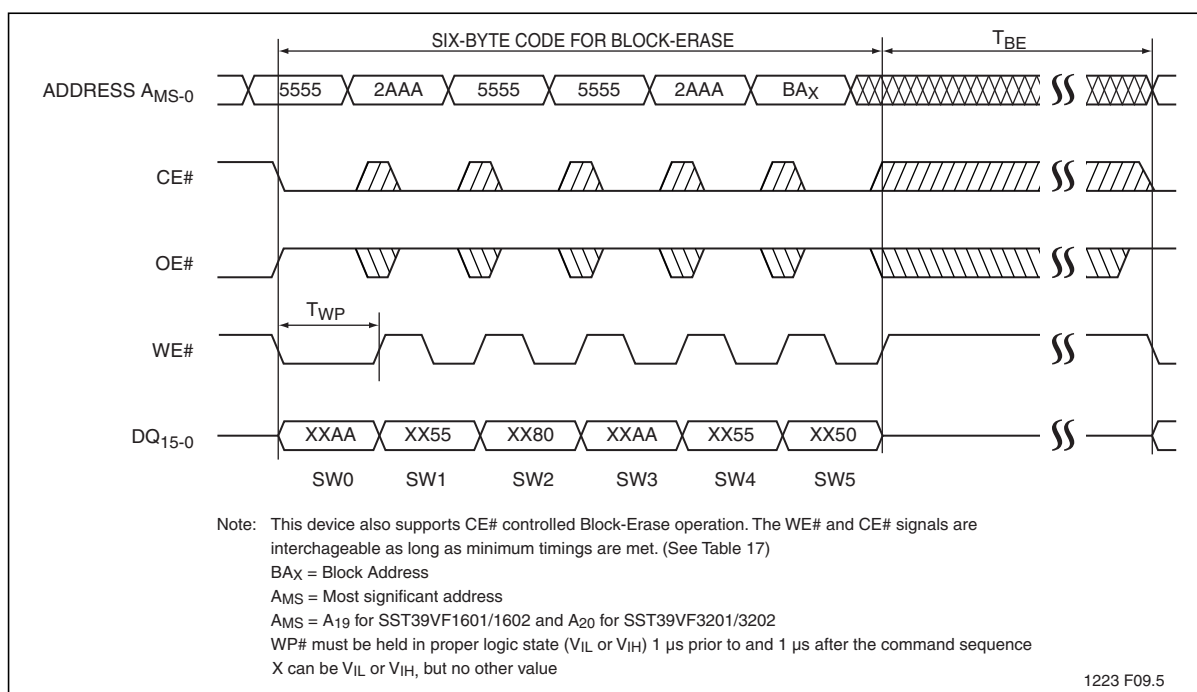 SIX-BYTE CODE FOR BLOCK-ERASE
TBE
ADDRESS AMS-0
5555 2AAA 5555 5555 2AAA BAX
CE#
OE#
TWP
WE#
DQ15-0
XXAA XX55 XX80 XXAA XX55 XX50
SW0 SW1 SW2 SW3 SW4 SW5
Note: This device also supports CE# controlled Block-Erase operation. The WE# and CE# signals are
interchageable as long as minimum timings are met. (See Table 17)
BAX = Block Address
AMS = Most significant address
AMS = A19 for SST39VF1601/1602 and A20 for SST39VF3201/3202
WP# must be held in proper logic state (VIL or VIH) 1 µs prior to and 1 µs after the command sequence
X can be VIL or VIH, but no other value
1223 F09.5